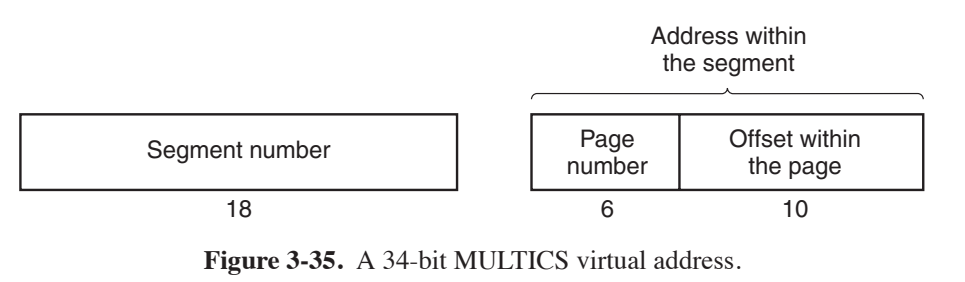 Address within
the segment
Segment number
Page
number
Offset within
the page
18
6
10
Figure 3-35. A 34-bit MULTICS virtual address.